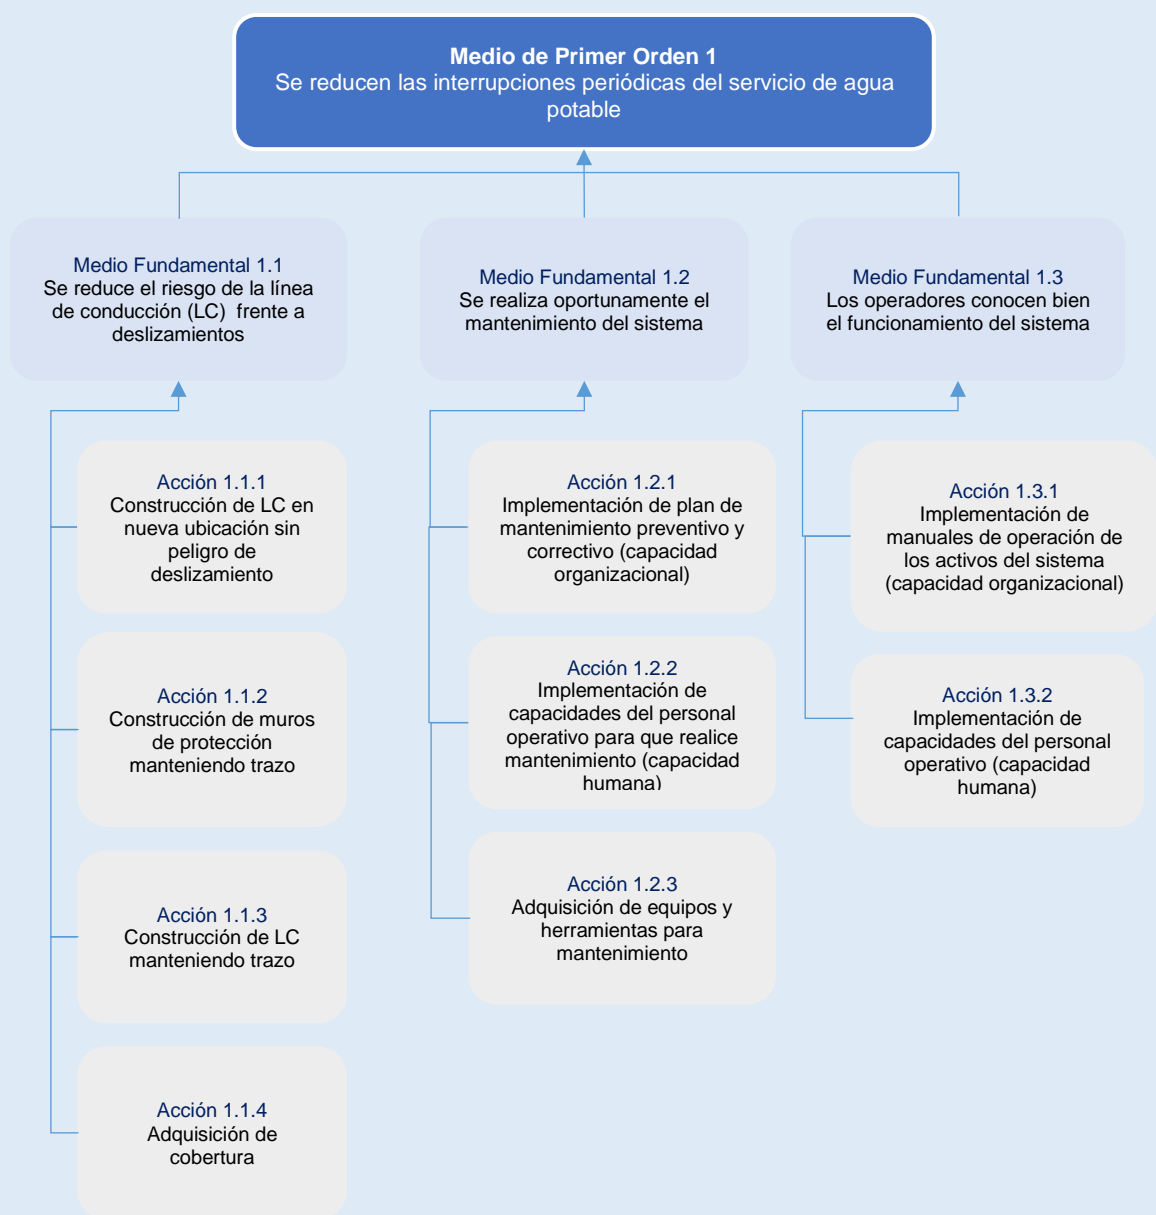 Medio de Primer Orden 1
Se reducen las interrupciones periódicas del servicio de agua
potable
Medio Fundamental 1.1
Se reduce el riesgo de la línea
de conducción (LC) frente a
deslizamientos
Medio Fundamental 1.2
Se realiza oportunamente el
mantenimiento del sistema
Medio Fundamental 1.3
Los operadores conocen bien
el funcionamiento del sistema
Acción 1.1.1
Construcción de LC en
nueva ubicación sin
peligro de
deslizamiento
Acción 1.1.2
Construcción de muros
de protección
manteniendo trazo
Acción 1.1.3
Construcción de LC
manteniendo trazo
Acción 1.1.4
Adquisición de
cobertura
Acción 1.2.1
Implementación de plan de
mantenimiento preventivo y
correctivo (capacidad
organizacional)
Acción 1.2.2
Implementación de
capacidades del personal
operativo para que realice
mantenimiento (capacidad
humana)
Acción 1.2.3
Adquisición de equipos y
herramientas para
mantenimiento
Acción 1.3.1
Implementación de
manuales de operación de
los activos del sistema
(capacidad organizacional)
Acción 1.3.2
Implementación de
capacidades del personal
operativo (capacidad
humana)